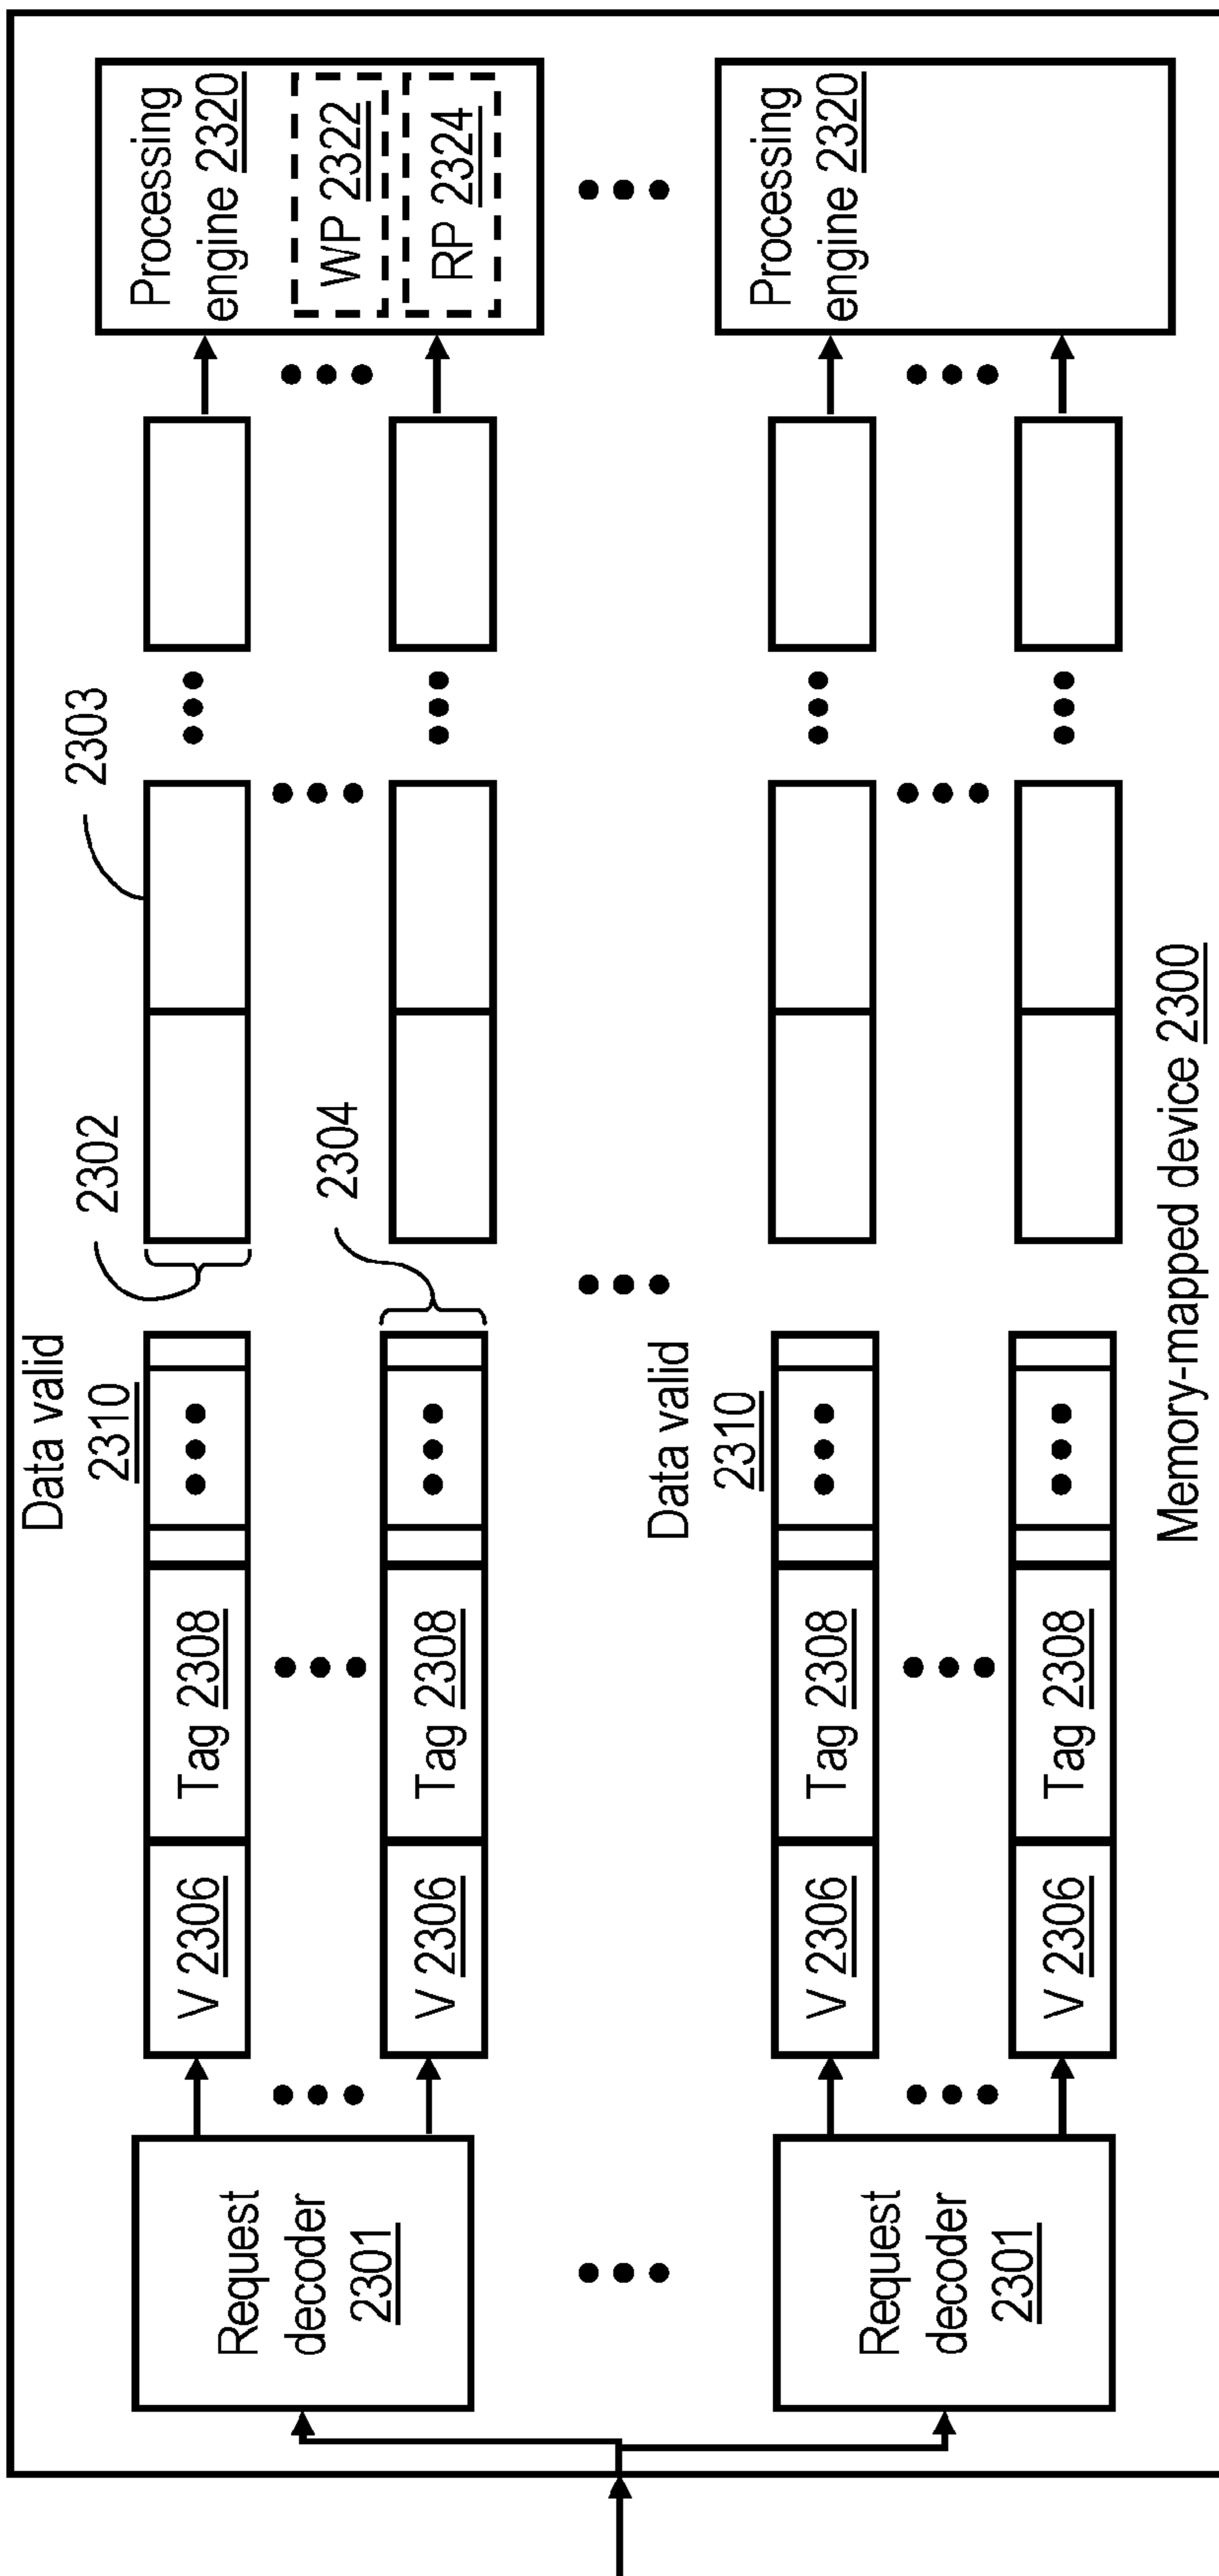 Data valid
2310
2302
2303
Processing
engine 2320
WP 2322
RP 2324
Request
decoder
2301
V 2306
Tag 2308
2304
V 2306
Tag 2308
Data valid
2310
Request
decoder
2301
V 2306
Tag 2308
V 2306
Tag 2308
Processing
engine 2320
Memory-mapped device 2300